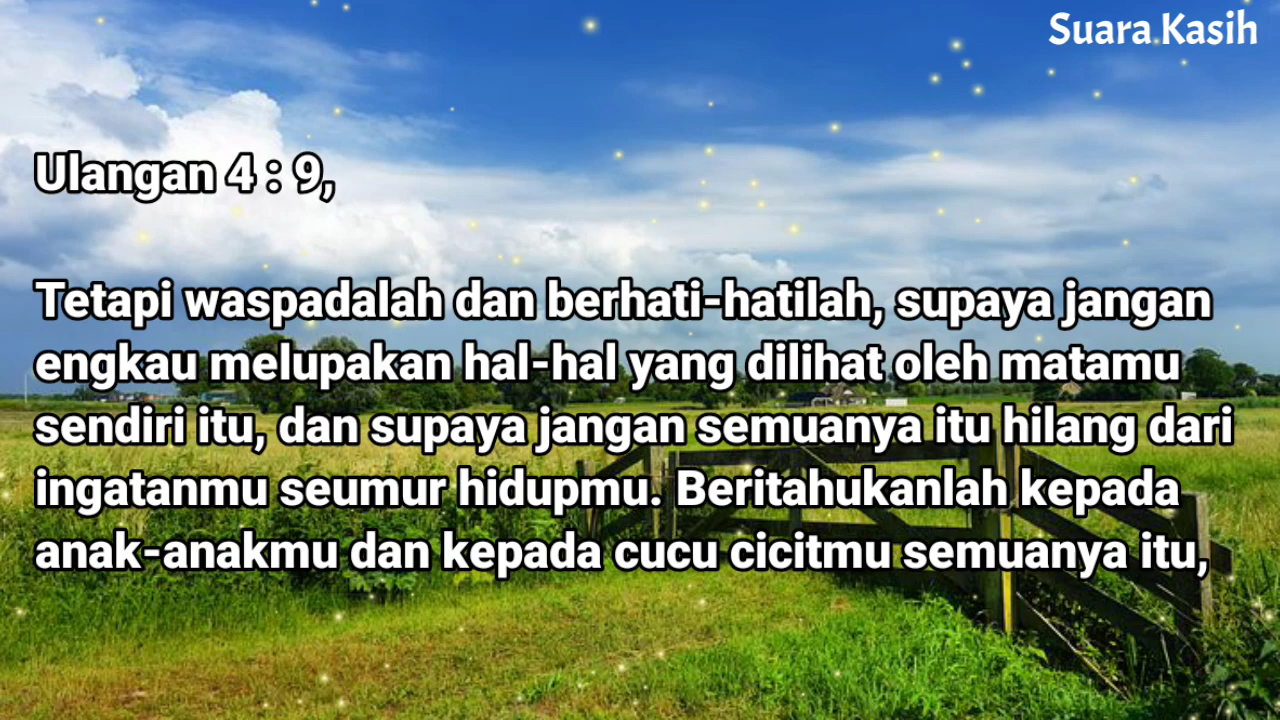 Suara Kasih
Ulangan 4 : 9,
Tetapi waspadalah dan berhati-hatilah, supaya jangan
engkau melupakan hal-hal yang dilihat oleh matamu
sendiri itu, dan supaya jangan semuanya itu hilang dari
ingatanmu seumur hidupmu. Beritahukanlah kepada
anak-anakmu dan kepada cucu cicitmu semuanya itu,